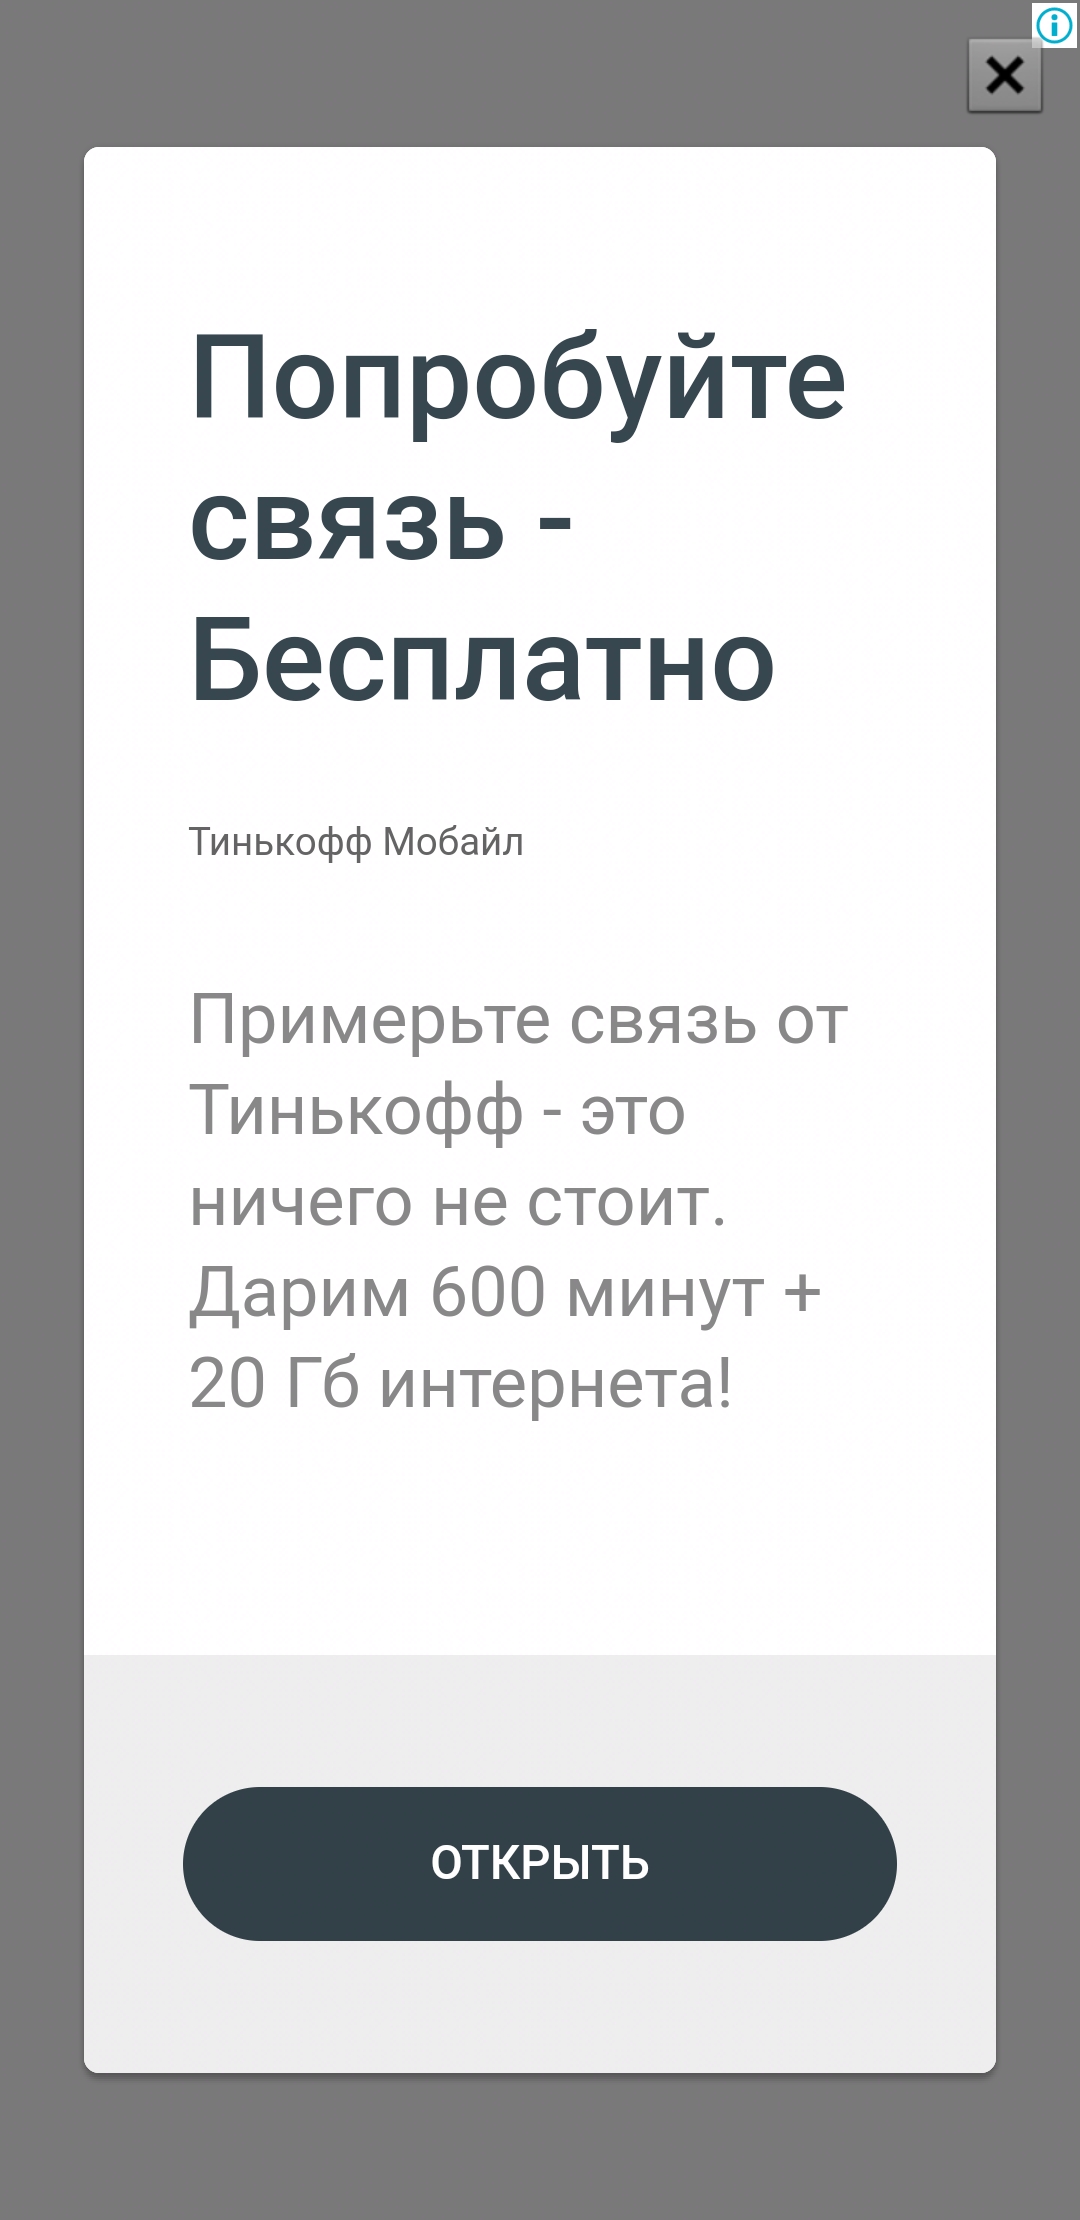 Попробуйте
связь -
Бесплатно
Тинькофф Мобайл
Примерьте связь от
Тинькофф - это
ничего не стоит.
Дарим 600 минут +
20 Гб интернета!
ОТКРЫТЬ